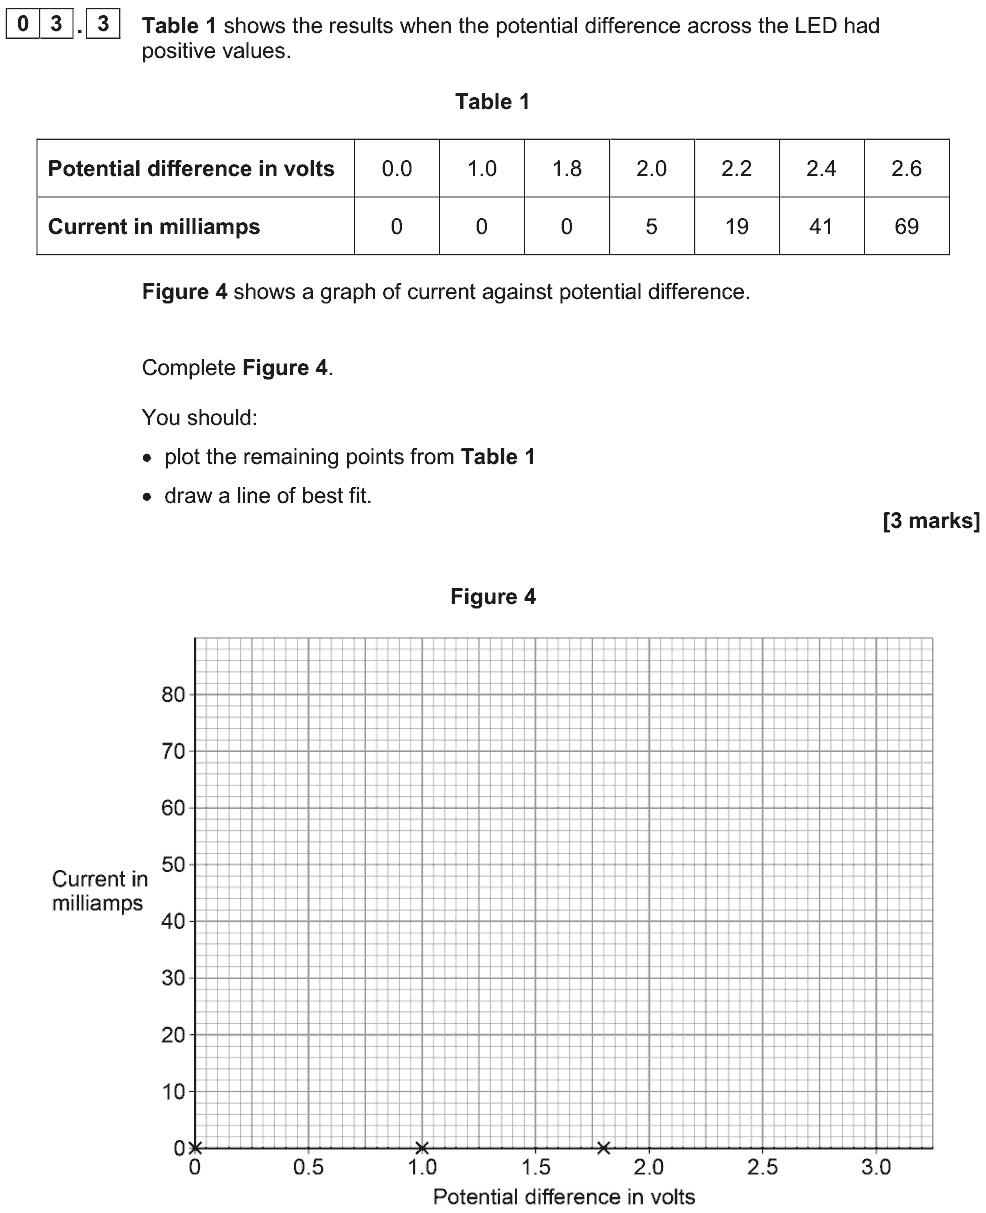 0 3 . 3 Table 1 shows the results when the potential difference across the LED had
positive values.
Table 1
Potential difference in volts 0.0 1.0 1.8 2.0 2.2 2.4 2.6
Current in milliamps 0 0 0 5 19 41 69
Figure 4 shows a graph of current against potential difference.
Complete Figure 4.
You should:
• plot the remaining points from Table 1
• draw a line of best fit.
[3 marks]
Figure 4
80
70
60
50
Current in
milliamps
40
30
20
10
0
0 0.5 1.0 1.5 2.0 2.5 3.0
Potential difference in volts